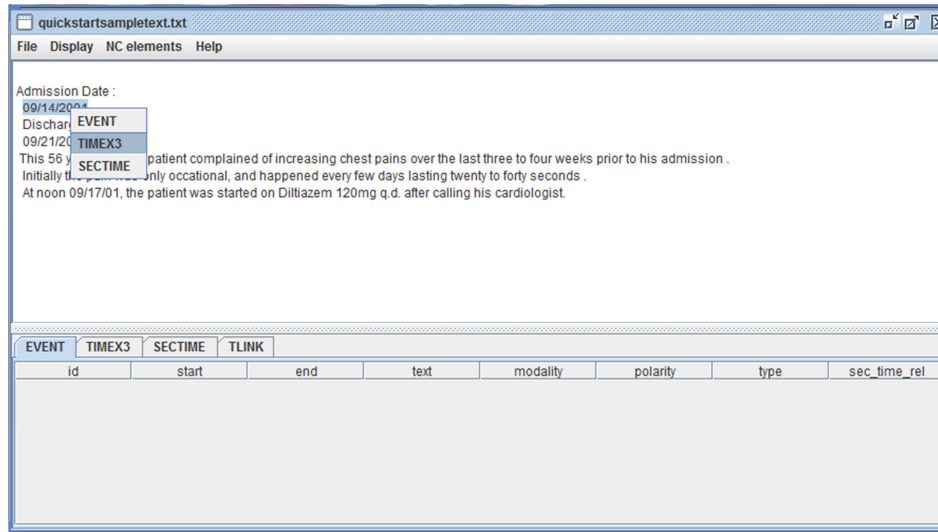 quickstartsampletext.txt
File Display NC elements Help
Admission Date :
09/14/2001
EVENT
TIMEX3
SECTIME
This 56 patient complained of increasing chest pains over the last three to four weeks prior to his admission .
Initially only occational, and happened every few days lasting twenty to forty seconds .
At noon 09/17/01, the patient was started on Diltiazem 120mg q.d. after calling his cardiologist.
EVENT TIMEX3 SECTIME TLINK
id start end text modality polarity type sec_time_rel